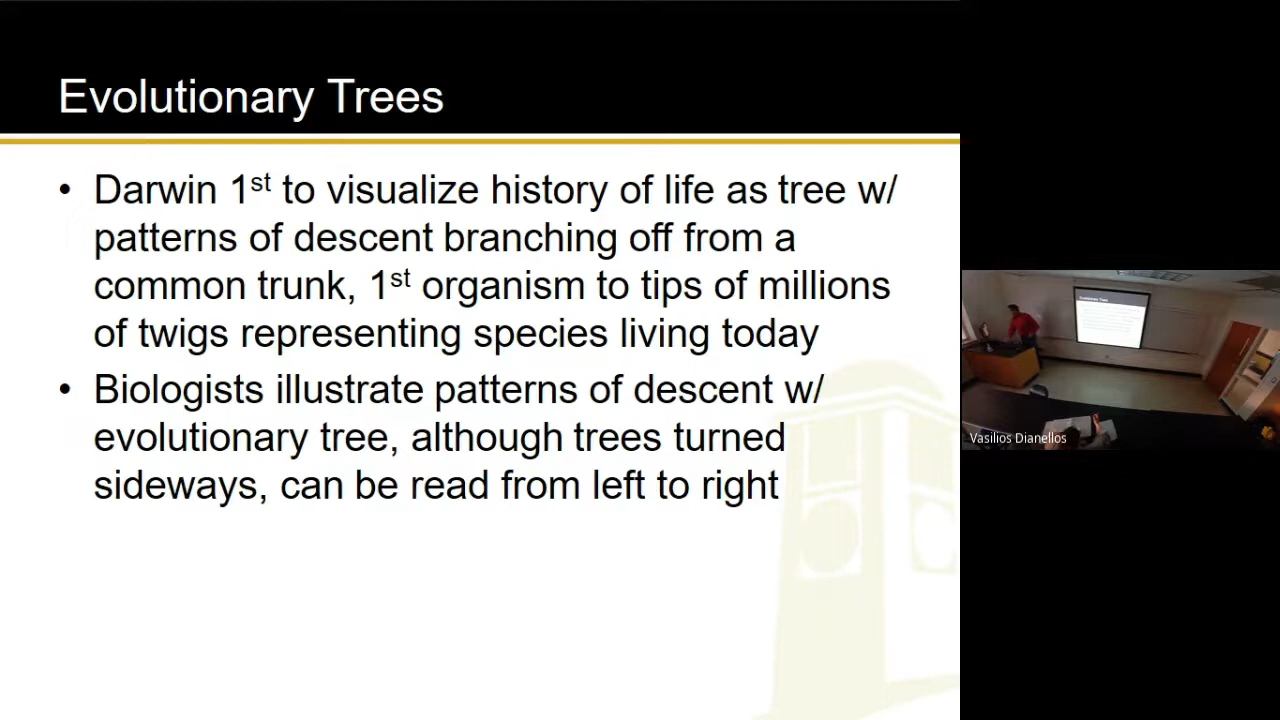 Evolutionary Trees
• Darwin 1st to visualize history of life as tree w/
patterns of descent branching off from a
common trunk, 1st organism to tips of millions
of twigs representing species living today
• Biologists illustrate patterns of descent w/
evolutionary tree, although trees turned
sideways, can be read from left to right
Vasilios Dianellos